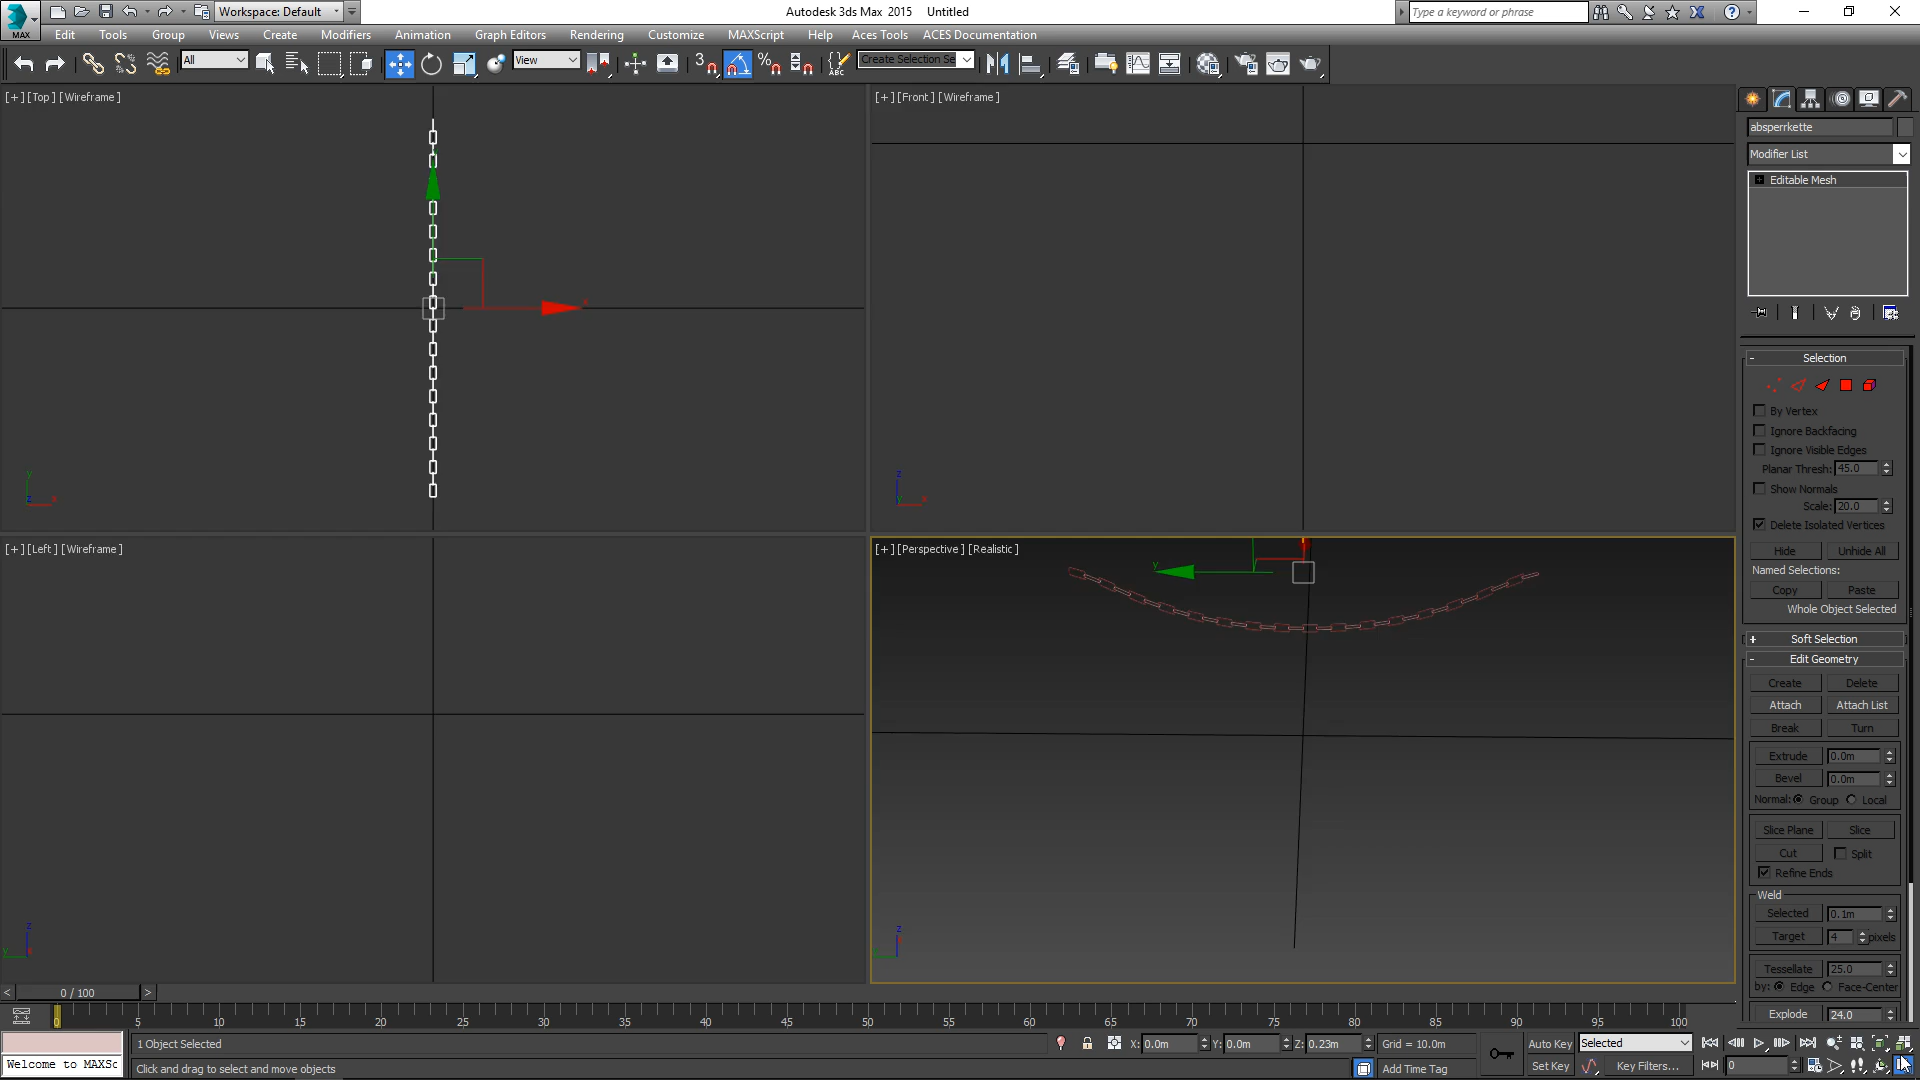 Workspace: Default
Autodesk 3ds Max 2015 Untitled
Type a keyword or phrase
MAX
Edit Tools Group Views Create Modifiers Animation Graph Editors Rendering Customize MAXScript Help Aces Tools ACES Documentation
All
View
3
%
ABC
Create Selection Se
[+] [Top] [Wireframe]
[+] [Front] [Wireframe]
[+] [Left] [Wireframe]
[+] [Perspective] [Realistic]
absperrkette
Modifier List
Editable Mesh
- Selection
By Vertex
Ignore Backfacing
Ignore Visible Edges
Planar Thresh: 45.0
Show Normals
Scale: 20.0
Delete Isolated Vertices
Hide Unhide All
Named Selections:
Copy Paste
Whole Object Selected
+ Soft Selection
- Edit Geometry
Create Delete
Attach Attach List
Break Turn
Extrude 0.0m
Bevel 0.0m
Normal: Group Local
Slice Plane Slice
Cut Split
Refine Ends
Weld
Selected 0.1m
Target 4 pixels
Tessellate 25.0
by: Edge Face-Center
Explode 24.0
< 0 / 100 >
0 5 10 15 20 25 30 35 40 45 50 55 60 65 70 75 80 85 90 95 100
1 Object Selected
X: 0.0m Y: 0.0m Z: 0.23m Grid = 10.0m
Auto Key Selected
Welcome to MAXSc
Click and drag to select and move objects
Add Time Tag
Set Key Key Filters...
0